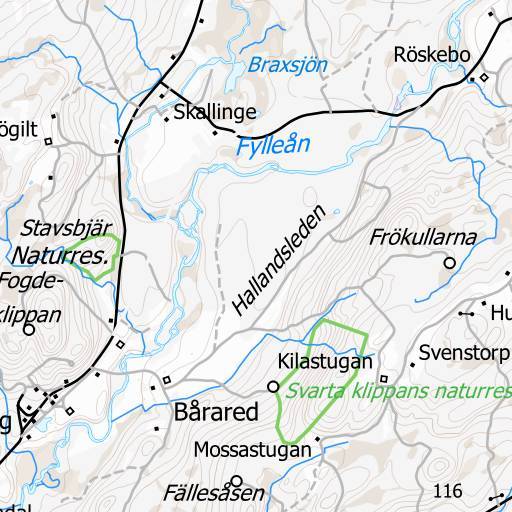 Röskebo
Braxsjön
Skallinge
ögilt
Fylleån
Stavsbjär
Naturres.
Frökullarna
Hallandsleden
Fogde-
klippan
Hu
Svenstorp
Kilastugan
Svarta klippans naturres
Bårared
g
Mossastugan
Fällesåsen
116
dal